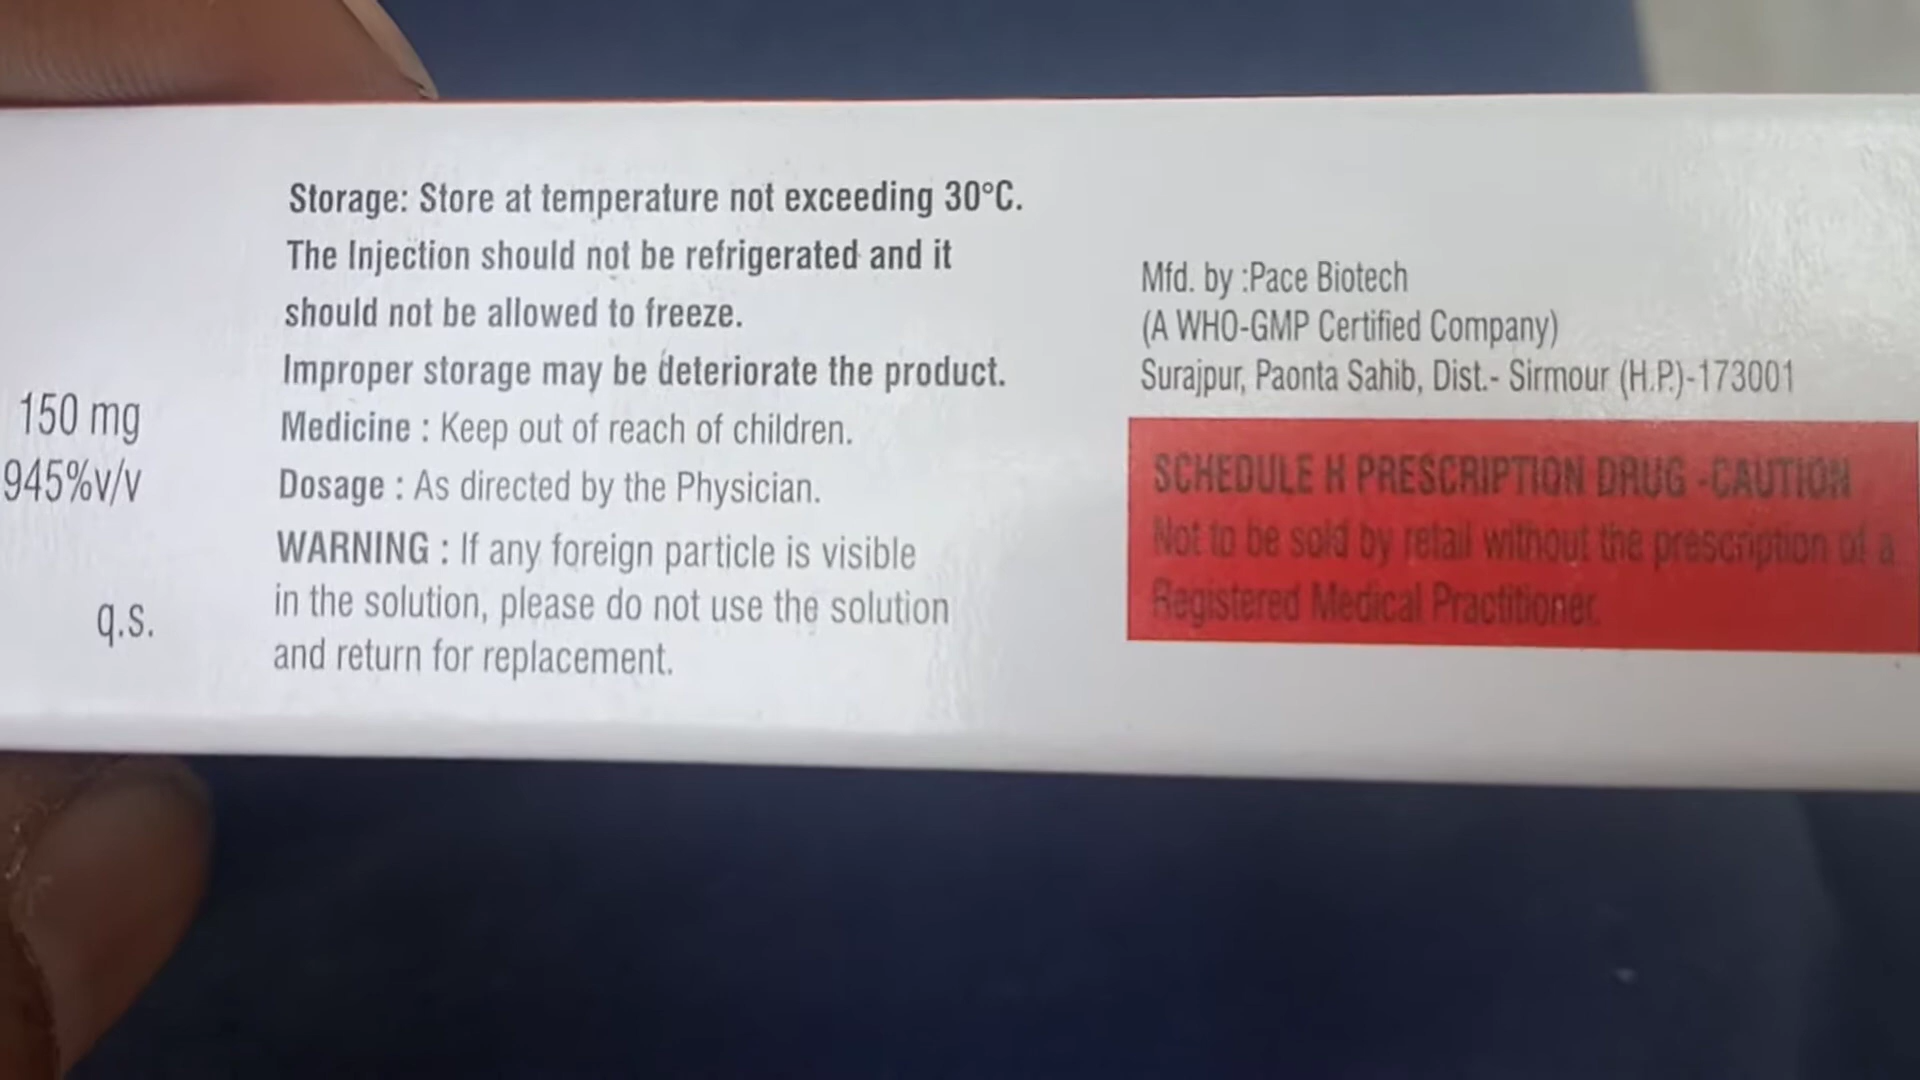 150 mg
945%v/v
q.s.
Storage: Store at temperature not exceeding 30°C.
The Injection should not be refrigerated and it
should not be allowed to freeze.
Improper storage may be deteriorate the product.
Medicine : Keep out of reach of children.
Dosage : As directed by the Physician.
WARNING : If any foreign particle is visible
in the solution, please do not use the solution
and return for replacement.
Mfd. by :Pace Biotech
(A WHO-GMP Certified Company)
Surajpur, Paonta Sahib, Dist.- Sirmour (H.P.)-173001
SCHEDULE H PRESCRIPTION DRUG -CAUTION
Not to be sold by retail without the prescription of a
Registered Medical Practitioner.